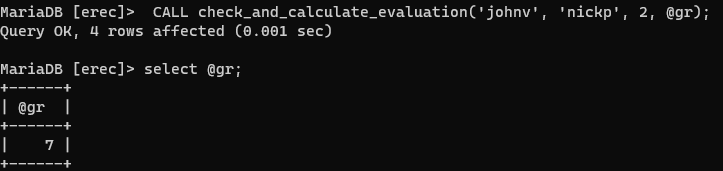 MariaDB [erec]>  CALL check_and_calculate_evaluation('johnv', 'nickp', 2, @gr);
Query OK, 4 rows affected (0.001 sec)
MariaDB [erec]> select @gr;
+------+
| @gr  |
+------+
|    7 |
+------+